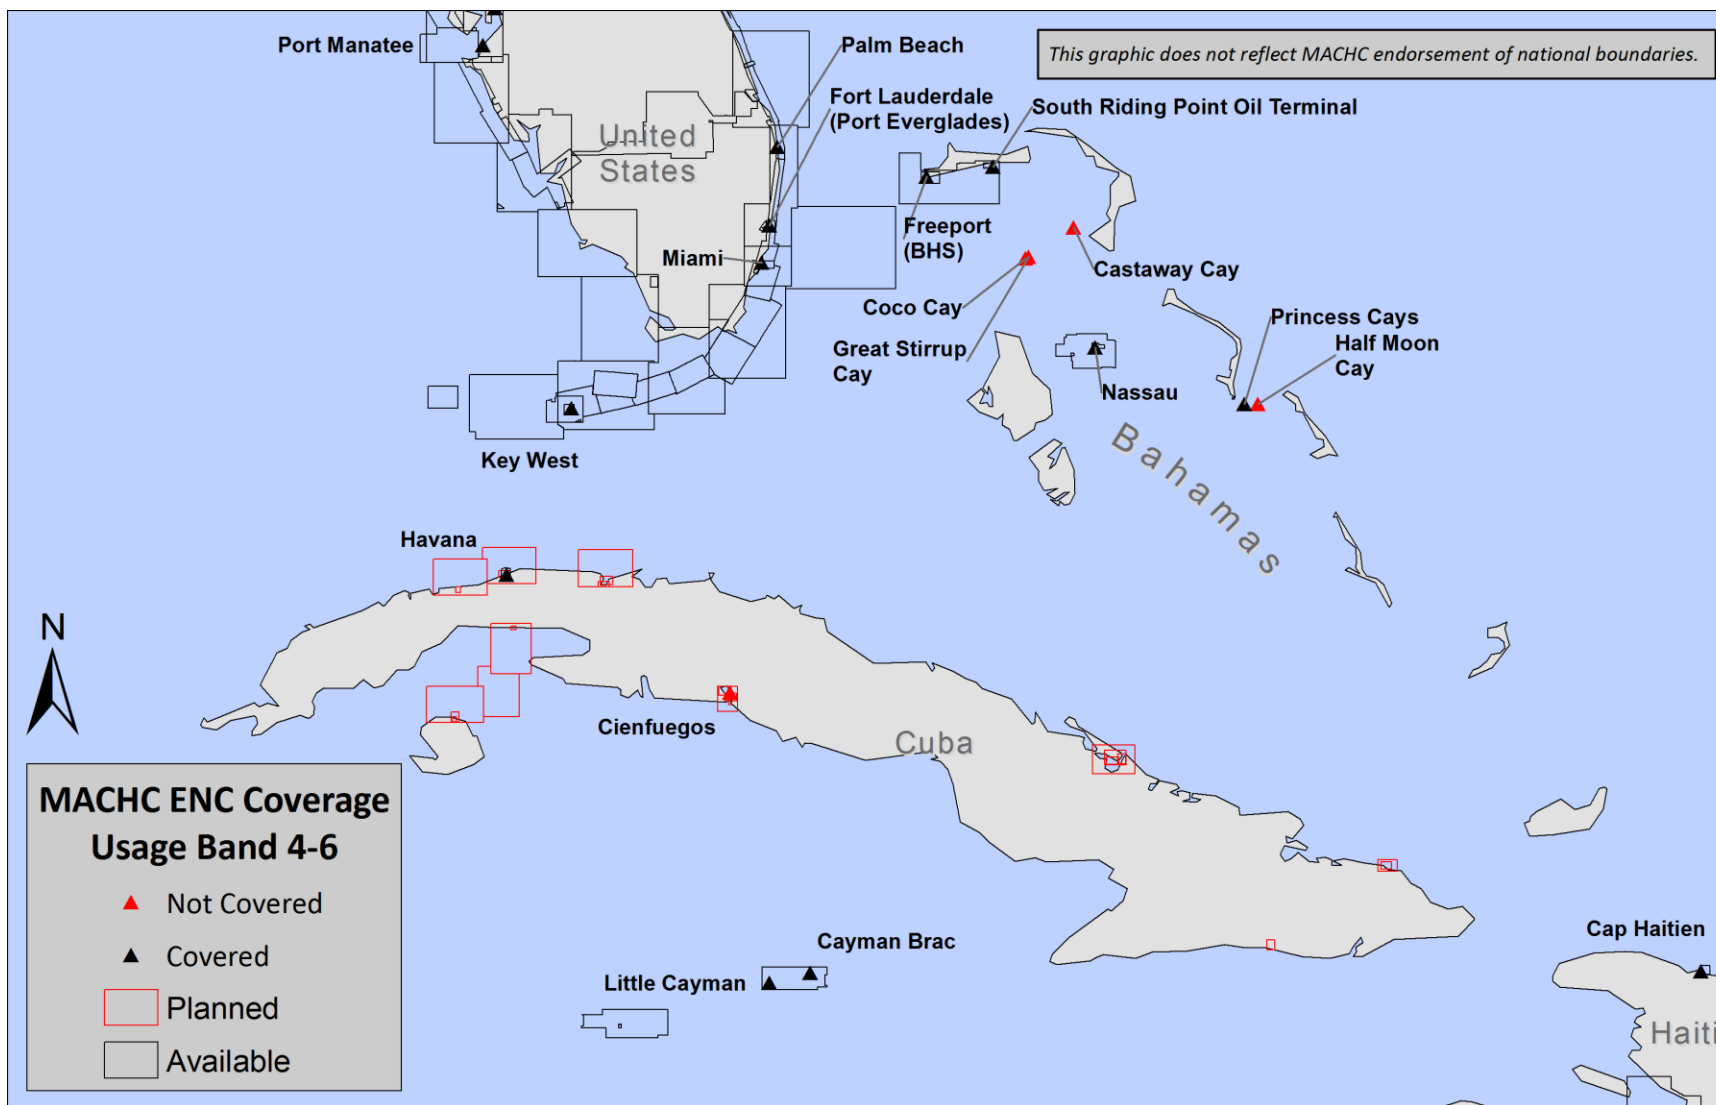 Port Manatee
Palm Beach
This graphic does not reflect MACHC endorsement of national boundaries.
Fort Lauderdale
(Port Everglades)
South Riding Point Oil Terminal
United
States
Freeport
(BHS)
Miami
Castaway Cay
Coco Cay
Princess Cays
Half Moon
Cay
Great Stirrup
Cay
Nassau
Key West
Bahamas
Havana
N
Cienfuegos
Cuba
MACHC ENC Coverage
Usage Band 4-6
Not Covered
Covered
Planned
Available
Cayman Brac
Little Cayman
Cap Haitien
Haiti